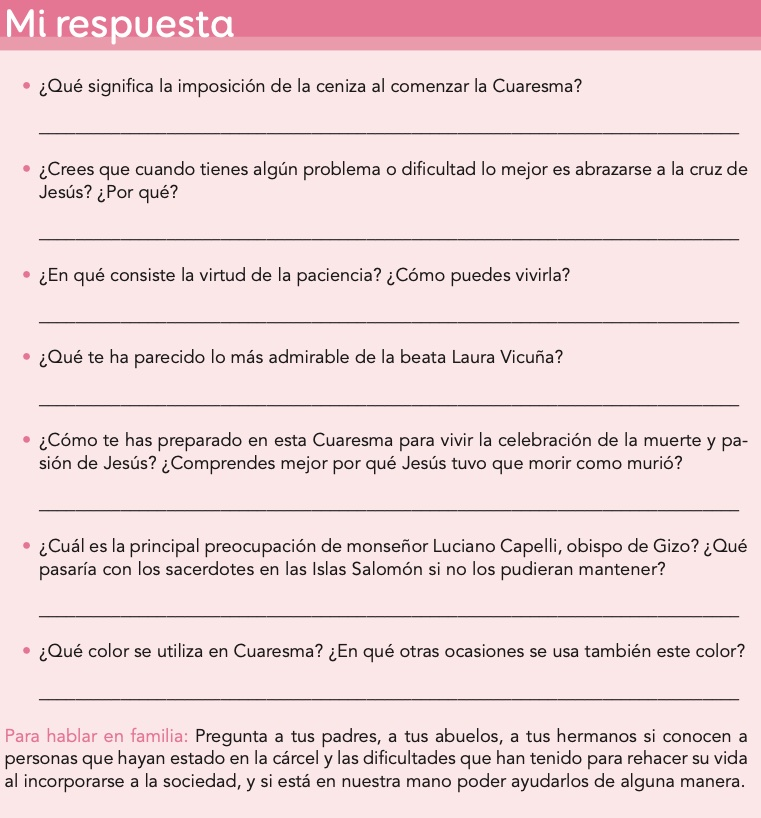 Mi respuesta
• ¿Qué significa la imposición de la ceniza al comenzar la Cuaresma?
• ¿Crees que cuando tienes algún problema o dificultad lo mejor es abrazarse a la cruz de
Jesús? ¿Por qué?
• ¿En qué consiste la virtud de la paciencia? ¿Cómo puedes vivirla?
• ¿Qué te ha parecido lo más admirable de la beata Laura Vicuña?
• ¿Cómo te has preparado en esta Cuaresma para vivir la celebración de la muerte y pa-
sión de Jesús? ¿Comprendes mejor por qué Jesús tuvo que morir como murió?
• ¿Cuál es la principal preocupación de monseñor Luciano Capelli, obispo de Gizo? ¿Qué
pasaría con los sacerdotes en las Islas Salomón si no los pudieran mantener?
• ¿Qué color se utiliza en Cuaresma? ¿En qué otras ocasiones se usa también este color?
Para hablar en familia: Pregunta a tus padres, a tus abuelos, a tus hermanos si conocen a
personas que hayan estado en la cárcel y las dificultades que han tenido para rehacer su vida
al incorporarse a la sociedad, y si está en nuestra mano poder ayudarlos de alguna manera.